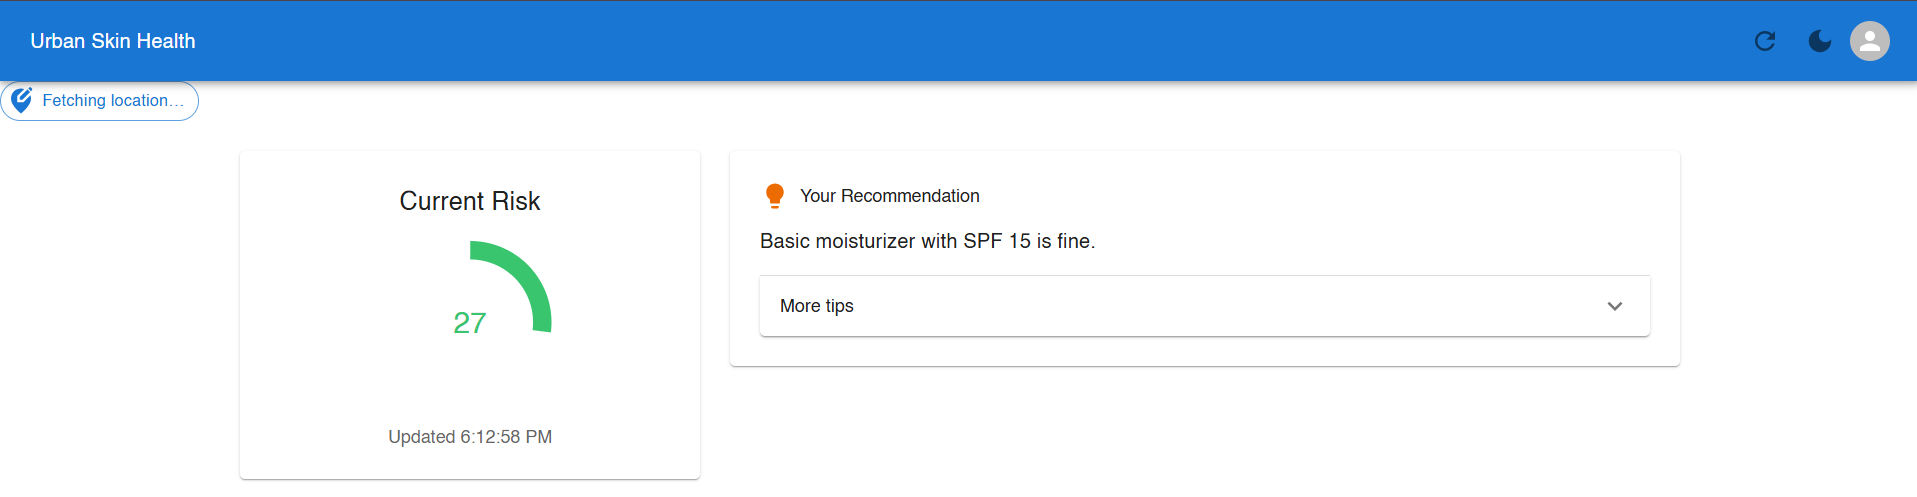 Urban Skin Health
Fetching location…
Current Risk
27
Updated 6:12:58 PM
Your Recommendation
Basic moisturizer with SPF 15 is fine.
More tips